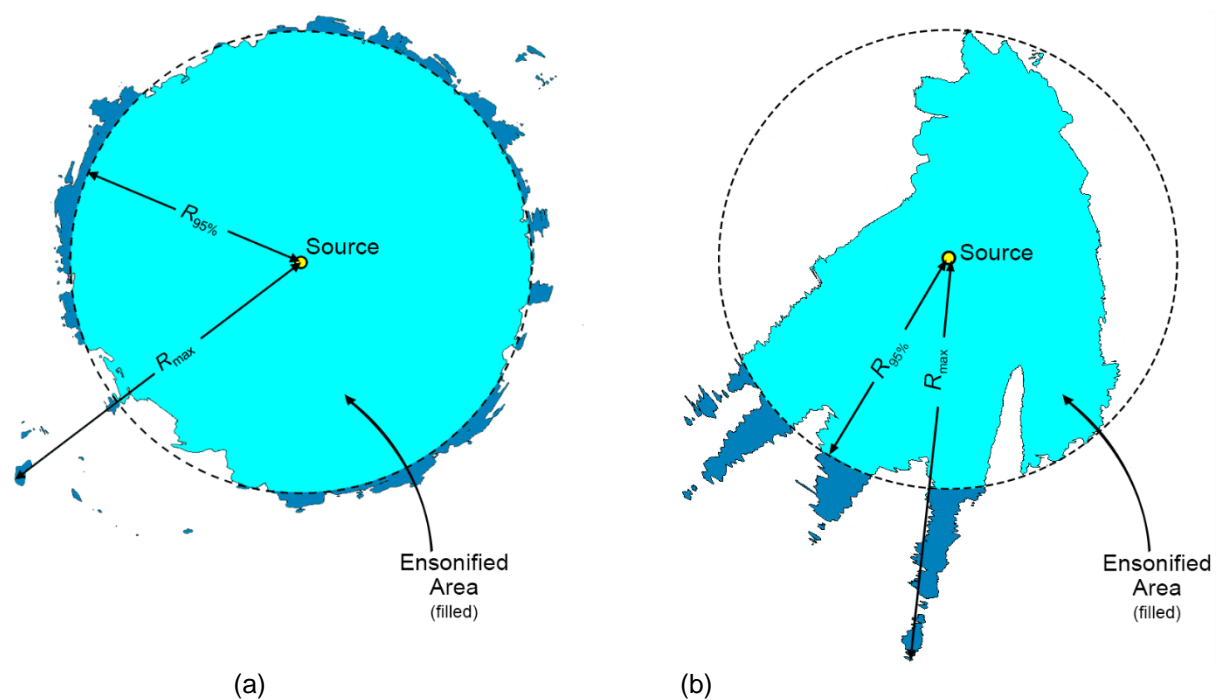 Source
R95%
Rmax
Ensonified
Area
(filled)
(a)
Source
R95%
Rmax
Ensonified
Area
(filled)
(b)